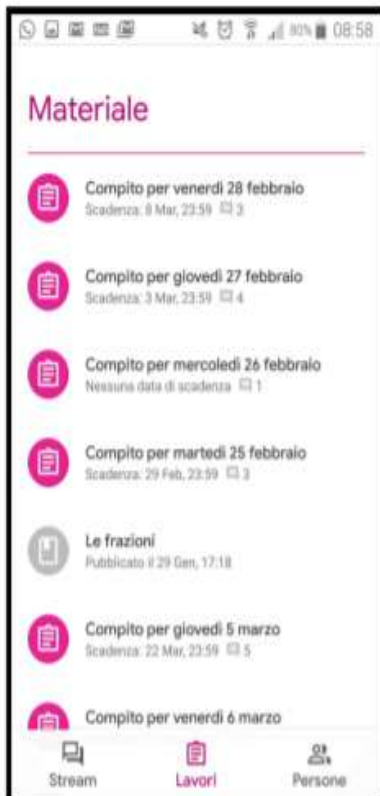 80% 08:58
Materiale
Compito per venerdì 28 febbraio
Scadenza: 8 Mar, 23:59 3
Compito per giovedì 27 febbraio
Scadenza: 3 Mar, 23:59 4
Compito per mercoledì 26 febbraio
Nessuna data di scadenza 1
Compito per martedì 25 febbraio
Scadenza: 29 Feb, 23:59 3
Le frazioni
Pubblicato il 29 Gen, 17:18
Compito per giovedì 5 marzo
Scadenza: 22 Mar, 23:59 5
Compito per venerdì 6 marzo
Stream Lavori Persone